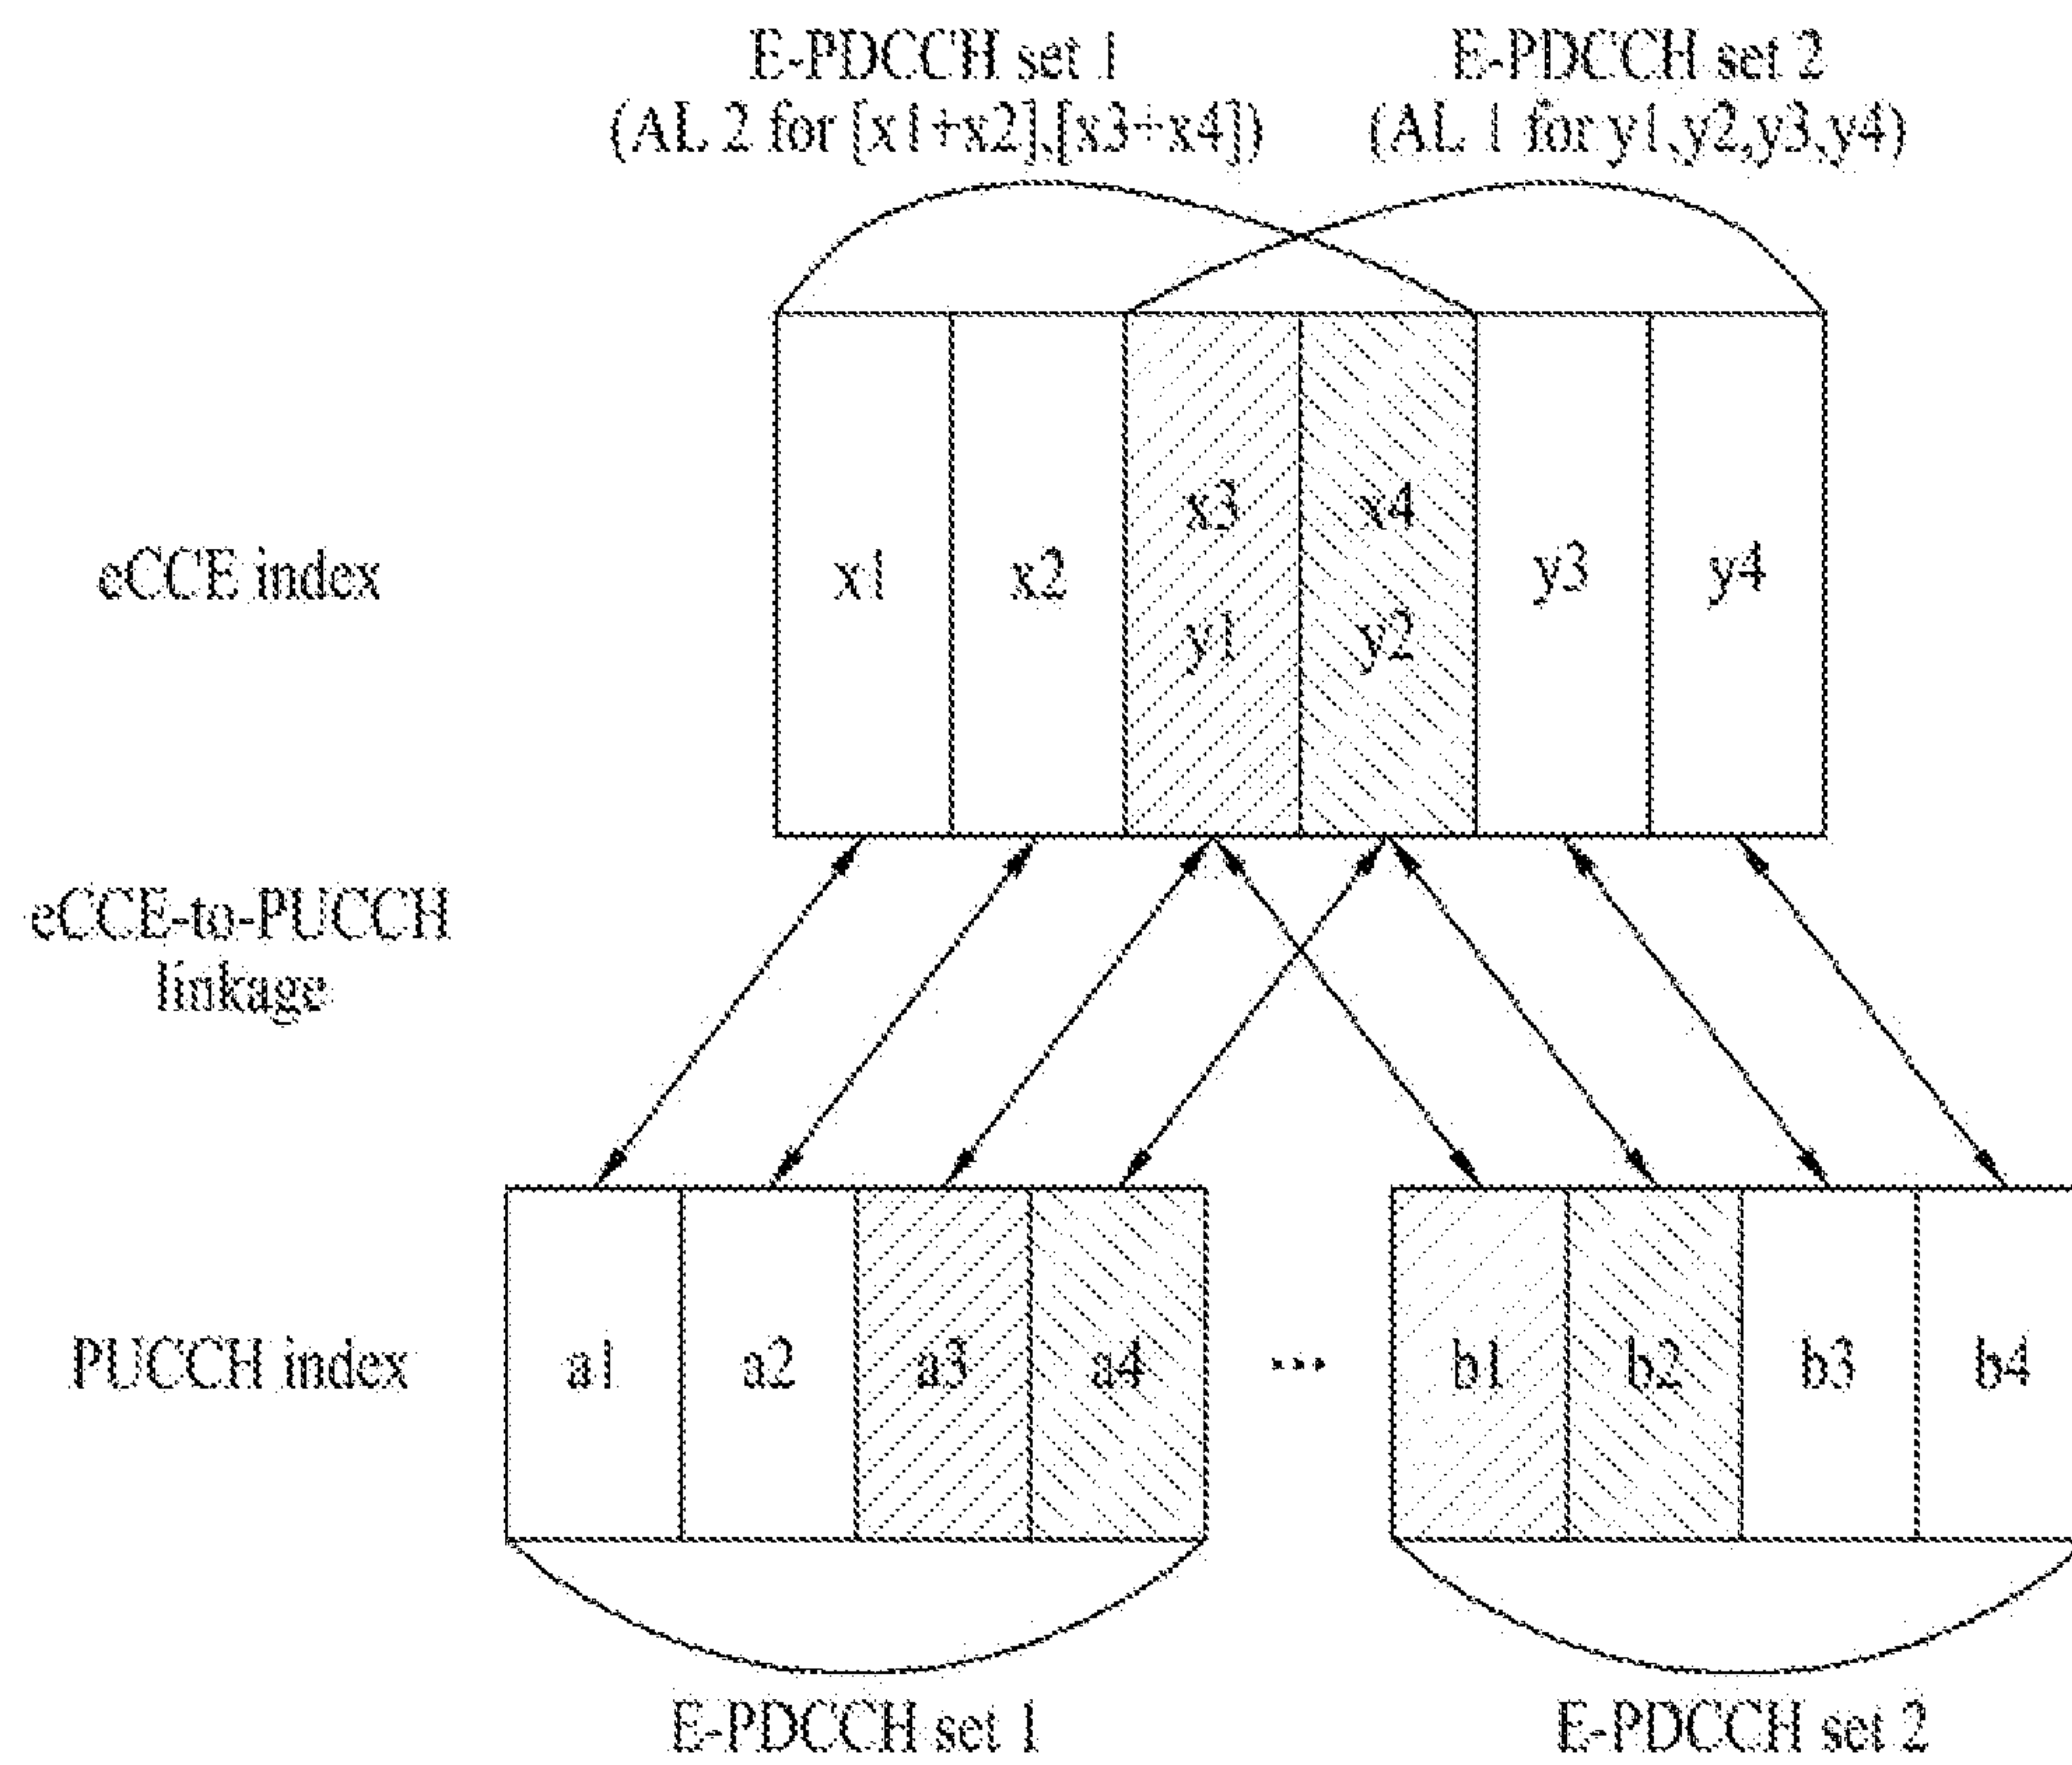 E-PDCCH set 1
(AL 2 for [x1+x2],[x3+x4])
E-PDCCH set 2
(AL 1 for y1,y2,y3,y4)
eCCE index
x1
x2
x3
y1
x4
y2
y3
y4
eCCE-to-PUCCH
linkage
PUCCH index
a1
a2
a3
a4
...
b1
b2
b3
b4
E-PDCCH set 1
E-PDCCH set 2